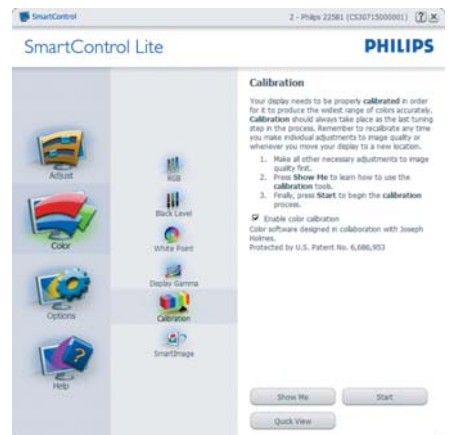 SmartControl
2 - Philips 225B1 (CS30715000001)
SmartControl Lite
PHILIPS
Adjust
Color
Options
Help
RGB
Black Level
White Point
Display Gamma
Calibration
SmartImage
Calibration
Your display needs to be properly calibrated in order
for it to produce the widest range of colors accurately.
Calibration should always take place as the last tuning
step in the process. Remember to recalibrate any time
you make individual adjustments to image quality or
whenever you move your display to a new location.
1. Make all other necessary adjustments to image
quality first.
2. Press Show Me to learn how to use the
calibration tools.
3. Finally, press Start to begin the calibration
process.
Enable color calibration
Color software designed in collaboration with Joseph
Holmes.
Protected by U.S. Patent No. 6,686,953
Show Me
Start
Quick View